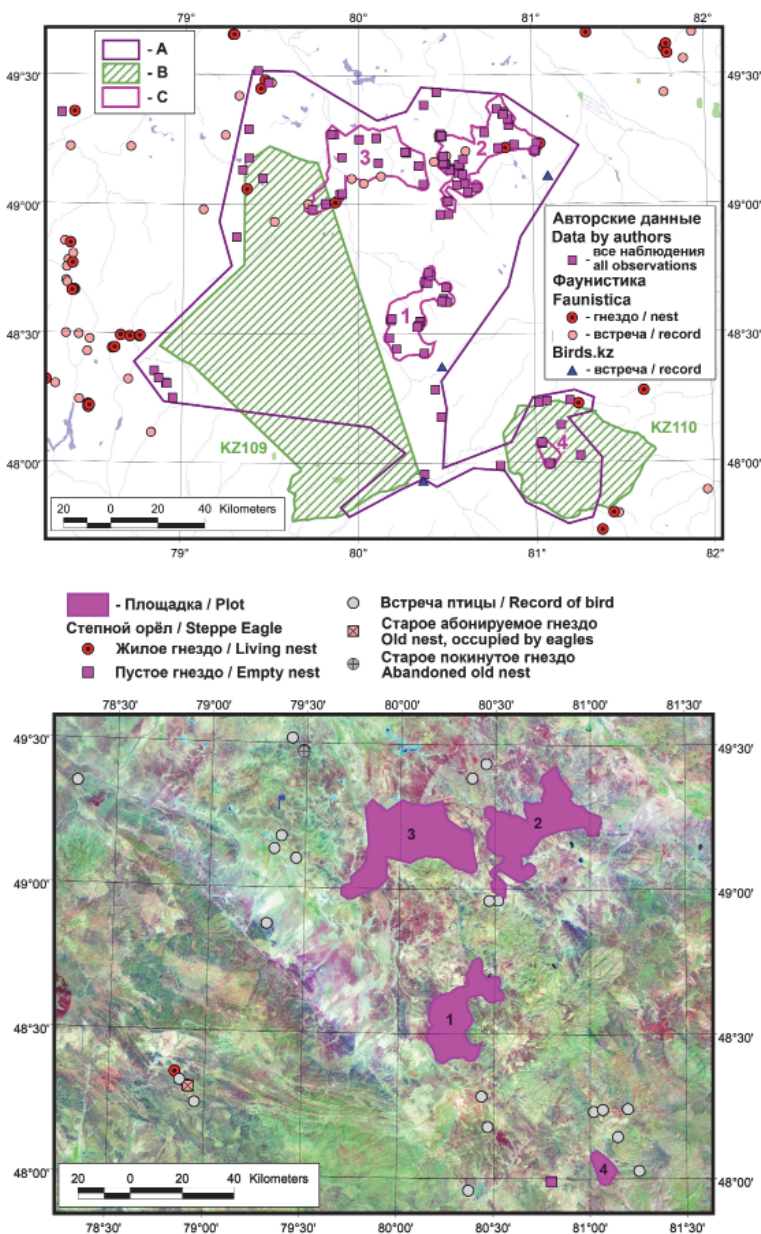 79°
80°
81°
82°
- A
- B
- C
49°30'
49°00'
48°30'
48°00'
49°30'
49°00'
48°30'
48°00'
3
2
1
4
KZ109
KZ110
Авторские данные
Data by authors
- все наблюдения
all observations
Фаунистика
Faunistica
- гнездо / nest
- встреча / record
Birds.kz
- встреча / record
20 0 20 40 Kilometers
79°
80°
81°
82°
- Площадка / Plot
Степной орёл / Steppe Eagle
Жилое гнездо / Living nest
Пустое гнездо / Empty nest
Встреча птицы / Record of bird
Старое абонируемое гнездо
Old nest, occupied by eagles
Старое покинутое гнездо
Abandoned old nest
78°30' 79°00' 79°30' 80°00' 80°30' 81°00' 81°30'
49°30'
49°00'
48°30'
48°00'
49°30'
49°00'
48°30'
48°00'
3
2
1
4
20 0 20 40 Kilometers
78°30' 79°00' 79°30' 80°00' 80°30' 81°00' 81°30'